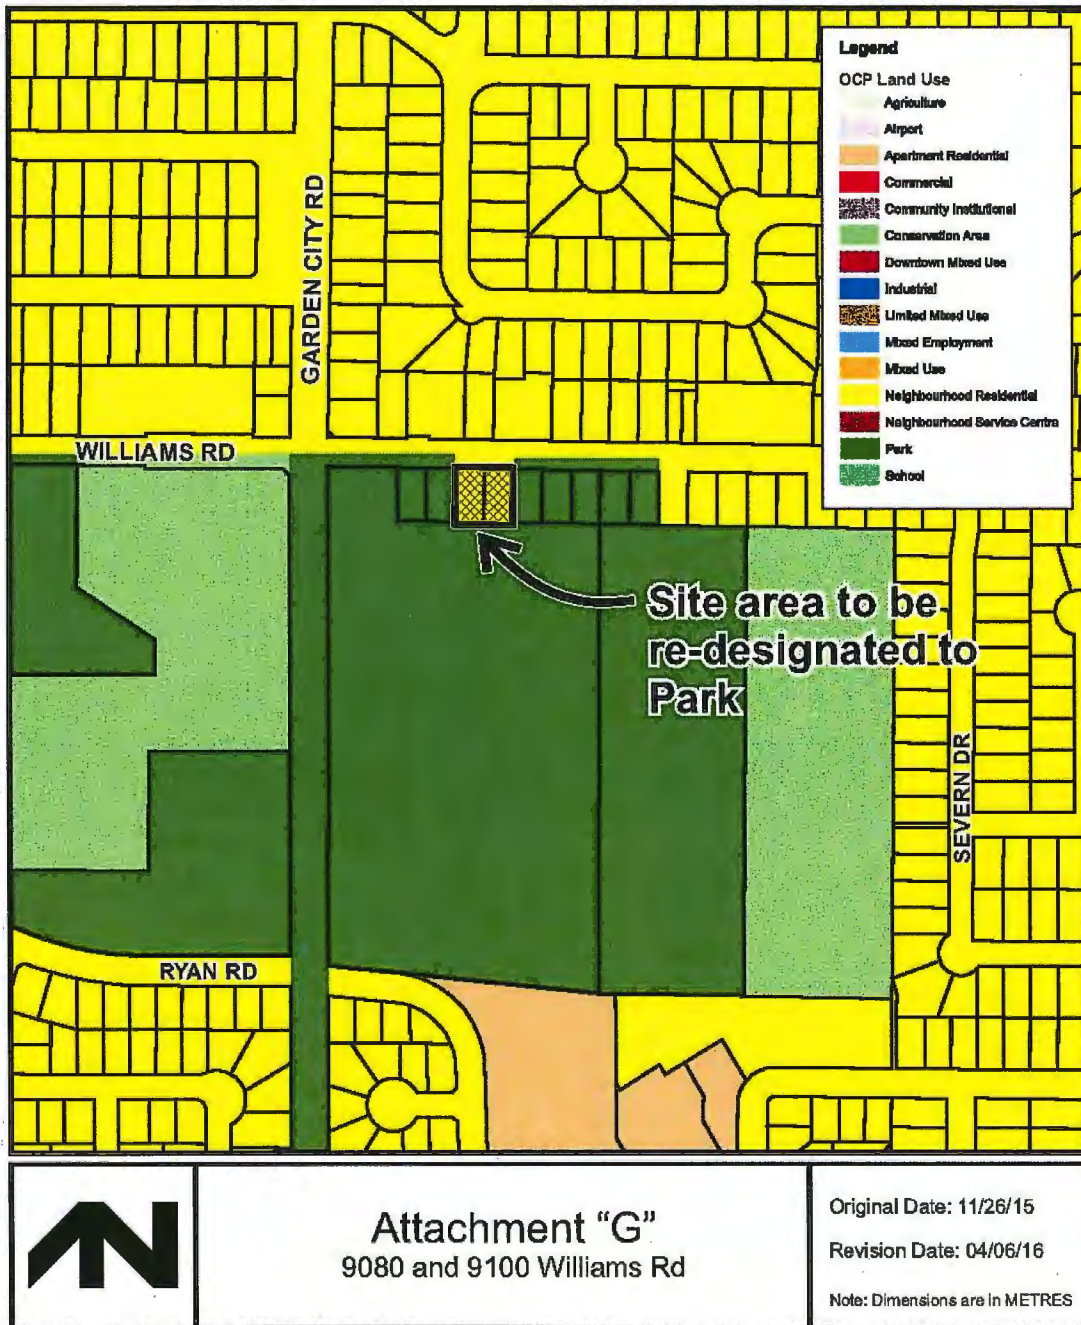 Legend
OCP Land Use
Agriculture
Airport
Apartment Residential
Commercial
Community Institutional
Conservation Area
Downtown Mixed Use
Industrial
Limited Mixed Use
Mixed Employment
Mixed Use
Neighbourhood Residential
Neighbourhood Service Centre
Park
School
GARDEN CITY RD
WILLIAMS RD
Site area to be
re-designated to
Park
SEVERN DR
RYAN RD
Attachment “G”
9080 and 9100 Williams Rd
Original Date: 11/26/15
Revision Date: 04/06/16
Note: Dimensions are in METRES